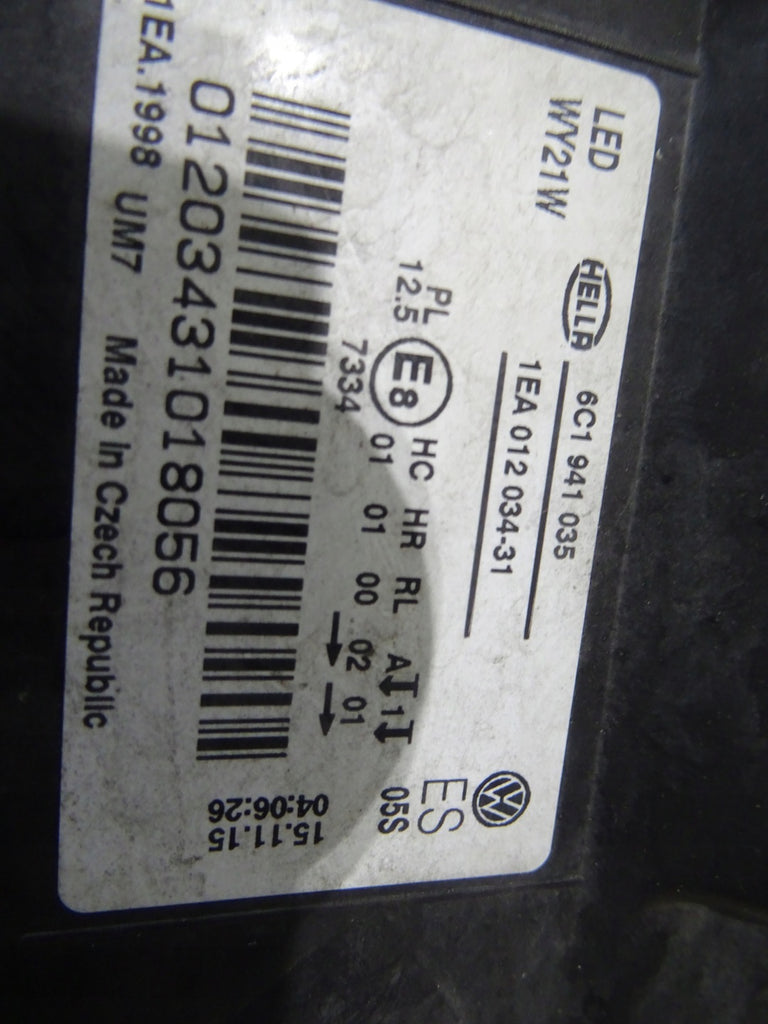 LED
WY21W
HELLA
6C1 941 035
1EA 012 034-31
PL
12.5
E8
7334
HC HR RL A 1
01 01 00 02 01
ES
05S
15.11.15
04:06:26
01203431018056
1EA.1998 UM7 Made in Czech Republic